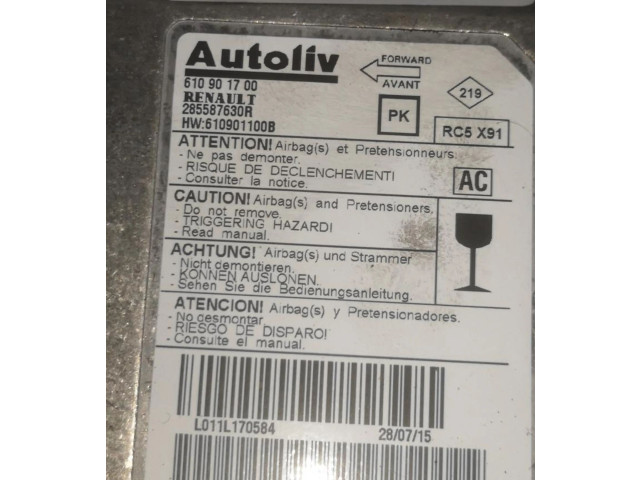 Autoliv
FORWARD
AVANT
610 90 17 00
RENAULT
285587630R
HW:610901100B
219
PK
RC5 X91
ATTENTION! Airbag(s) et Pretensionneurs.
- Ne pas demonter.
- RISQUE DE DECLENCHEMENT!
- Consulter la notice.
AC
CAUTION! Airbag(s) and Pretensioners.
- Do not remove.
- TRIGGERING HAZARD!
- Read manual.
ACHTUNG! Airbag(s) und Strammer
- Nicht demontieren.
- KONNEN AUSLONEN.
- Sehen Sie die Bedienungsanleitung.
ATENCION! Airbag(s) y Pretensionadores.
- No desmontar.
- RIESGO DE DISPARO!
- Consulte el manual.
L011L170584
28/07/15